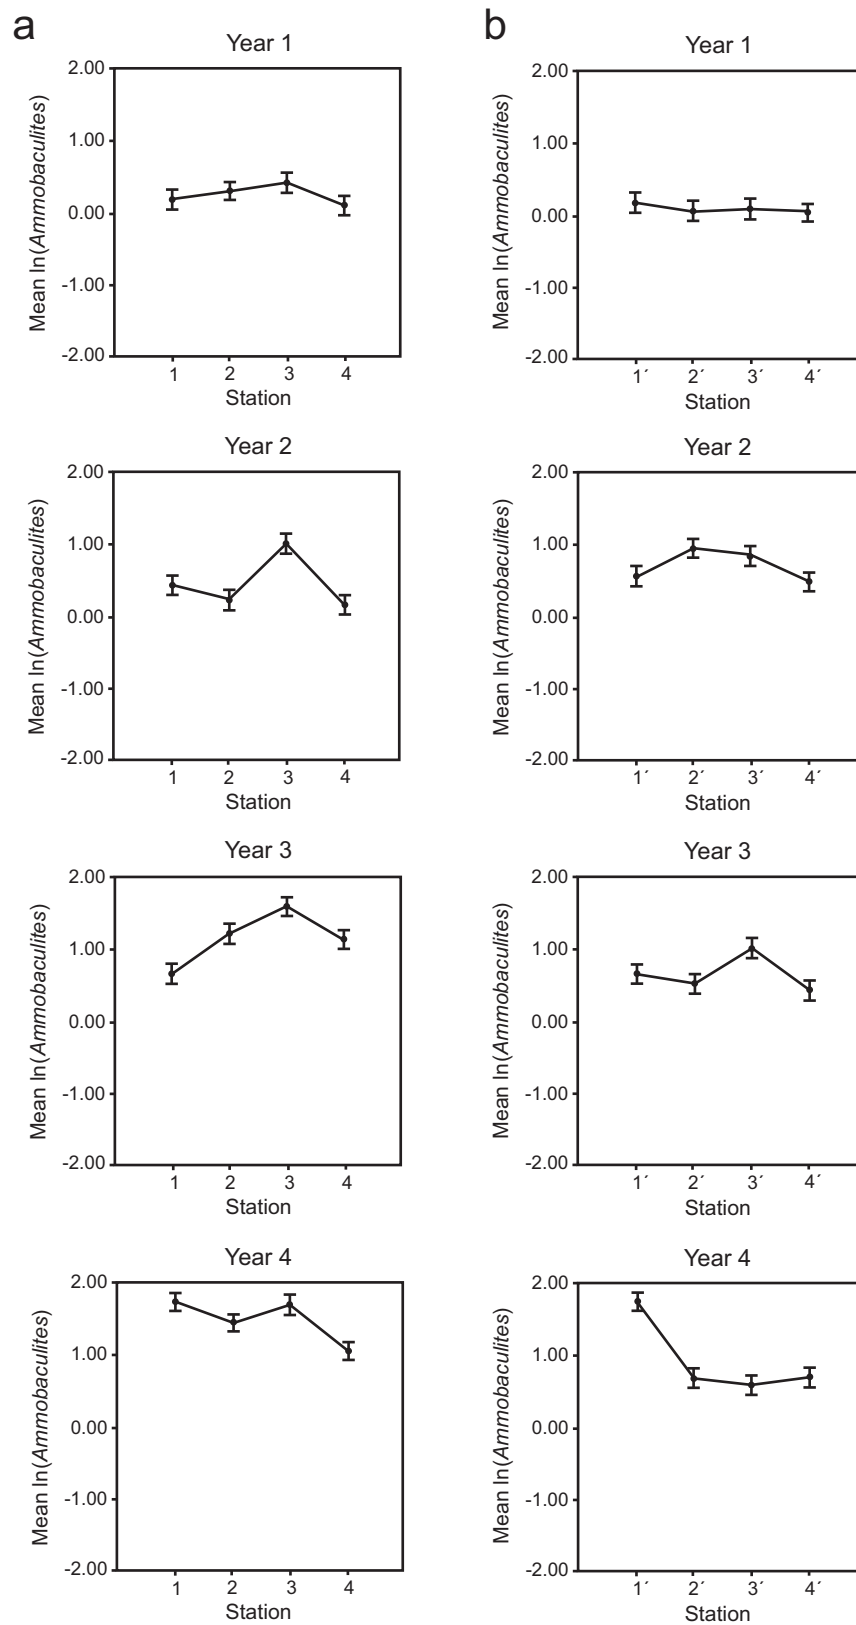 a
Year 1
2.00
1.00
0.00
-1.00
-2.00
Mean ln(Ammobaculites)
1 2 3 4
Station
Year 2
2.00
1.00
0.00
-1.00
-2.00
Mean ln(Ammobaculites)
1 2 3 4
Station
Year 3
2.00
1.00
0.00
-1.00
-2.00
Mean ln(Ammobaculites)
1 2 3 4
Station
Year 4
2.00
1.00
0.00
-1.00
-2.00
Mean ln(Ammobaculites)
1 2 3 4
Station
b
Year 1
2.00
1.00
0.00
-1.00
-2.00
Mean ln(Ammobaculites)
1´ 2´ 3´ 4´
Station
Year 2
2.00
1.00
0.00
-1.00
-2.00
Mean ln(Ammobaculites)
1´ 2´ 3´ 4´
Station
Year 3
2.00
1.00
0.00
-1.00
-2.00
Mean ln(Ammobaculites)
1´ 2´ 3´ 4´
Station
Year 4
2.00
1.00
0.00
-1.00
-2.00
Mean ln(Ammobaculites)
1´ 2´ 3´ 4´
Station